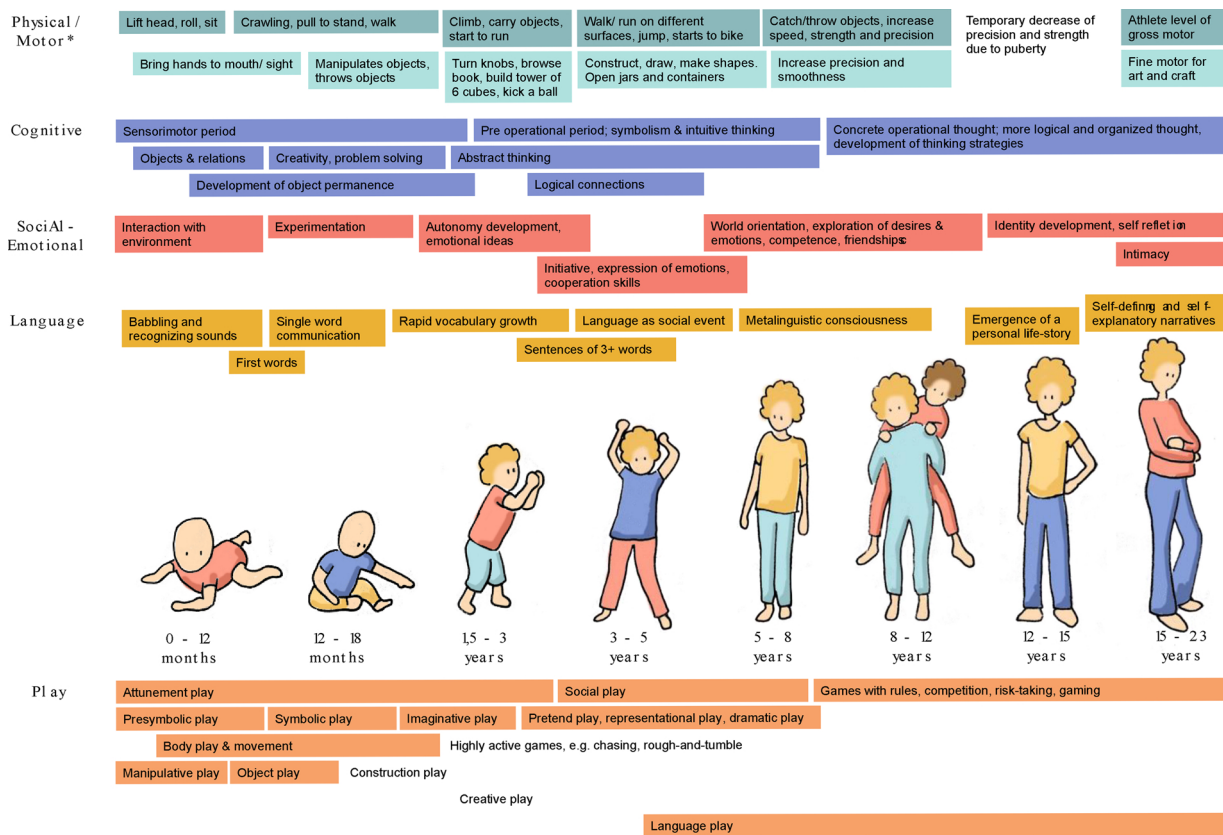 Physical /
Motor*
Lift head, roll, sit
Crawling, pull to stand, walk
Climb, carry objects,
start to run
Walk/ run on different
surfaces, jump, starts to bike
Catch/throw objects, increase
speed, strength and precision
Temporary decrease of
precision and strength
due to puberty
Athlete level of
gross motor
Bring hands to mouth/ sight
Manipulates objects,
throws objects
Turn knobs, browse
book, build tower of
6 cubes, kick a ball
Construct, draw, make shapes.
Open jars and containers
Increase precision and
smoothness
Fine motor for
art and craft
Cognitive
Sensorimotor period
Pre operational period; symbolism & intuitive thinking
Concrete operational thought; more logical and organized thought,
development of thinking strategies
Objects & relations
Creativity, problem solving
Abstract thinking
Development of object permanence
Logical connections
SociAl -
Emotional
Interaction with
environment
Experimentation
Autonomy development,
emotional ideas
World orientation, exploration of desires &
emotions, competence, friendships
Identity development, self
Initiative, expression of emotions,
cooperation skills
Intimacy
Language
Babbling and
recognizing sounds
Single word
communication
Rapid vocabulary growth
Language as social event
Metalinguistic consciousness
Emergence of a
personal life-story
Self-defining and self-
explanatory narratives
First words
Sentences of 3+ words
0 - 12
months
12 - 18
months
1,5 - 3
years
3 - 5
years
5 - 8
years
8 - 12
years
12 - 15
years
15 - 23
years
Play
Attunement play
Social play
Games with rules, competition, risk-taking, gaming
Presymbolic play
Symbolic play
Imaginative play
Pretend play, representational play, dramatic play
Body play & movement
Highly active games, e.g. chasing, rough-and-tumble
Manipulative play
Object play
Construction play
Creative play
Language play